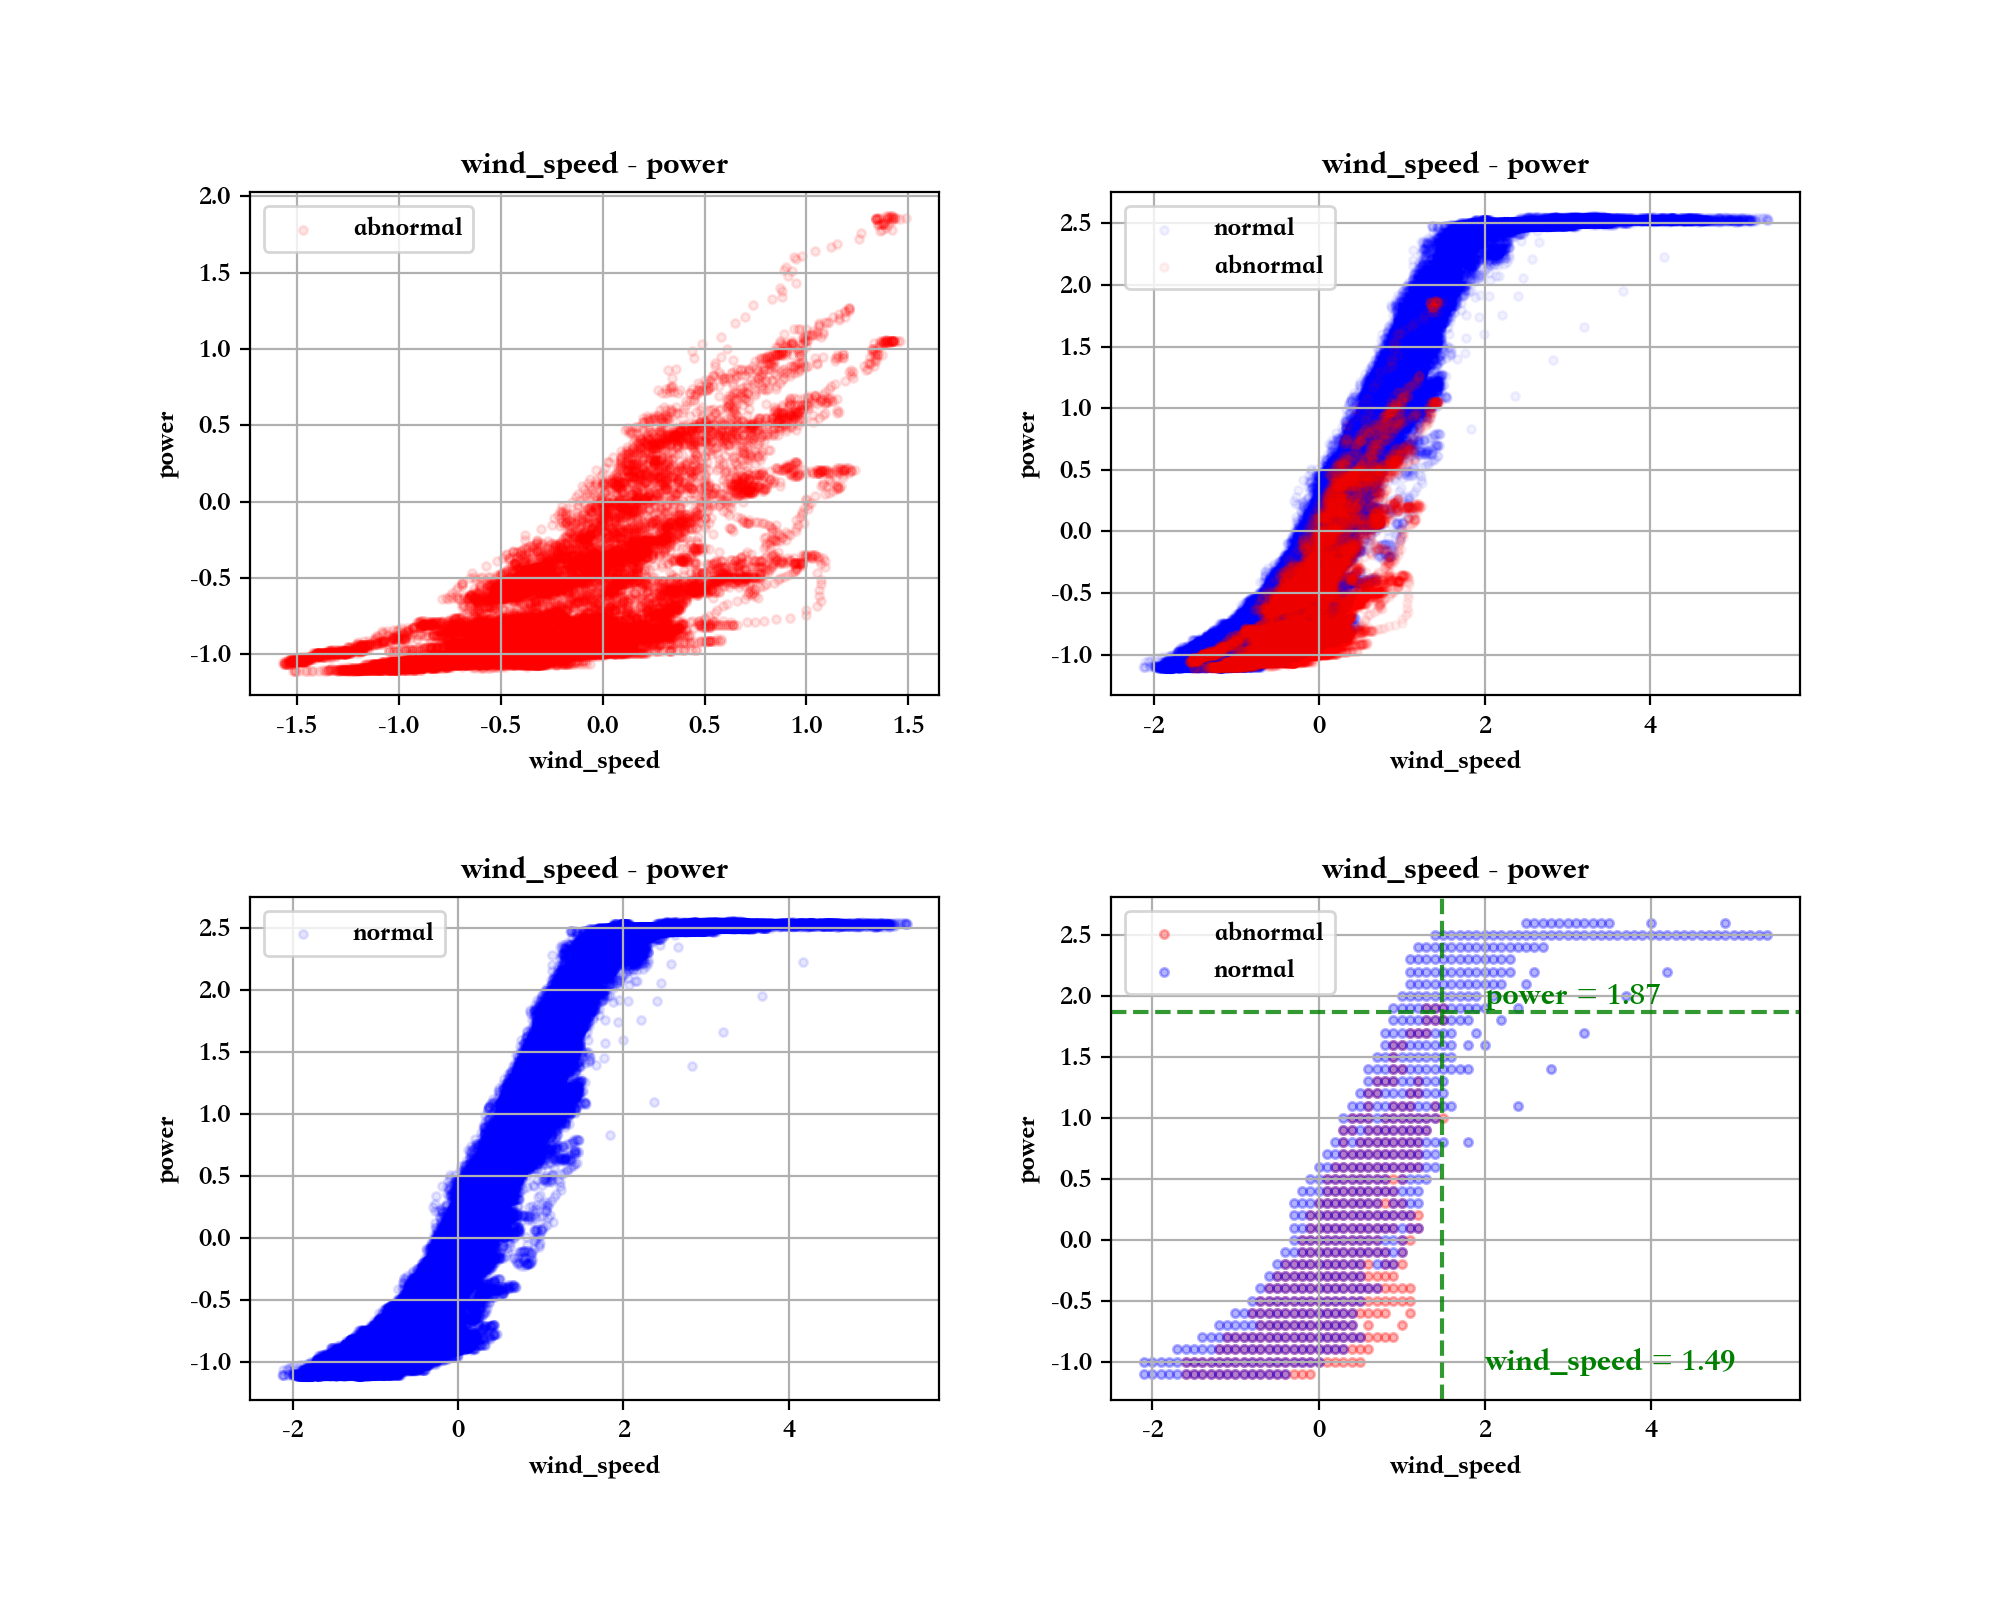 wind_speed - power
abnormal
2.0
1.5
1.0
0.5
0.0
-0.5
-1.0
power
-1.5 -1.0 -0.5 0.0 0.5 1.0 1.5
wind_speed
wind_speed - power
normal
abnormal
2.5
2.0
1.5
1.0
0.5
0.0
-0.5
-1.0
power
-2 0 2 4
wind_speed
wind_speed - power
normal
2.5
2.0
1.5
1.0
0.5
0.0
-0.5
-1.0
power
-2 0 2 4
wind_speed
wind_speed - power
abnormal
normal
2.5
2.0
1.5
1.0
0.5
0.0
-0.5
-1.0
power
power = 1.87
wind_speed = 1.49
-2 0 2 4
wind_speed